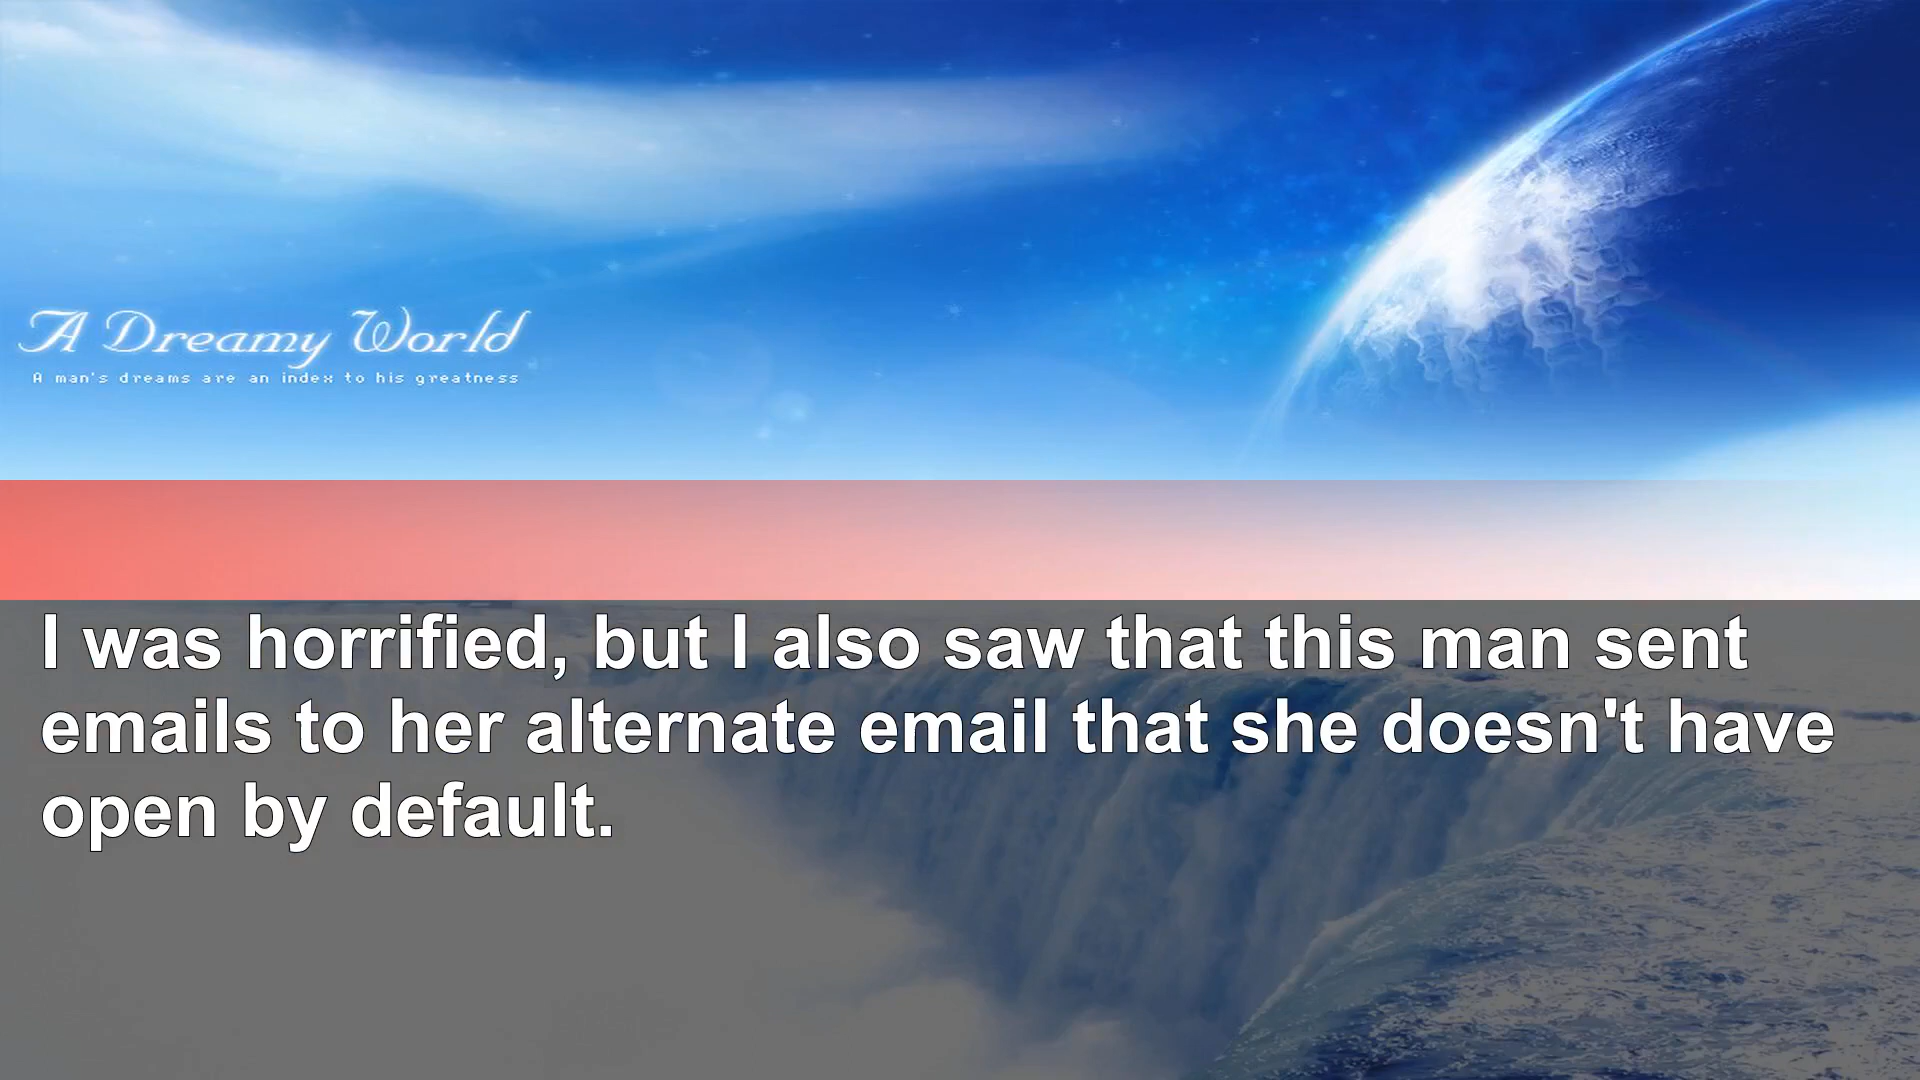 A Dreamy World
A man's dreams are an index to his greatness
I was horrified, but I also saw that this man sent
emails to her alternate email that she doesn't have
open by default.